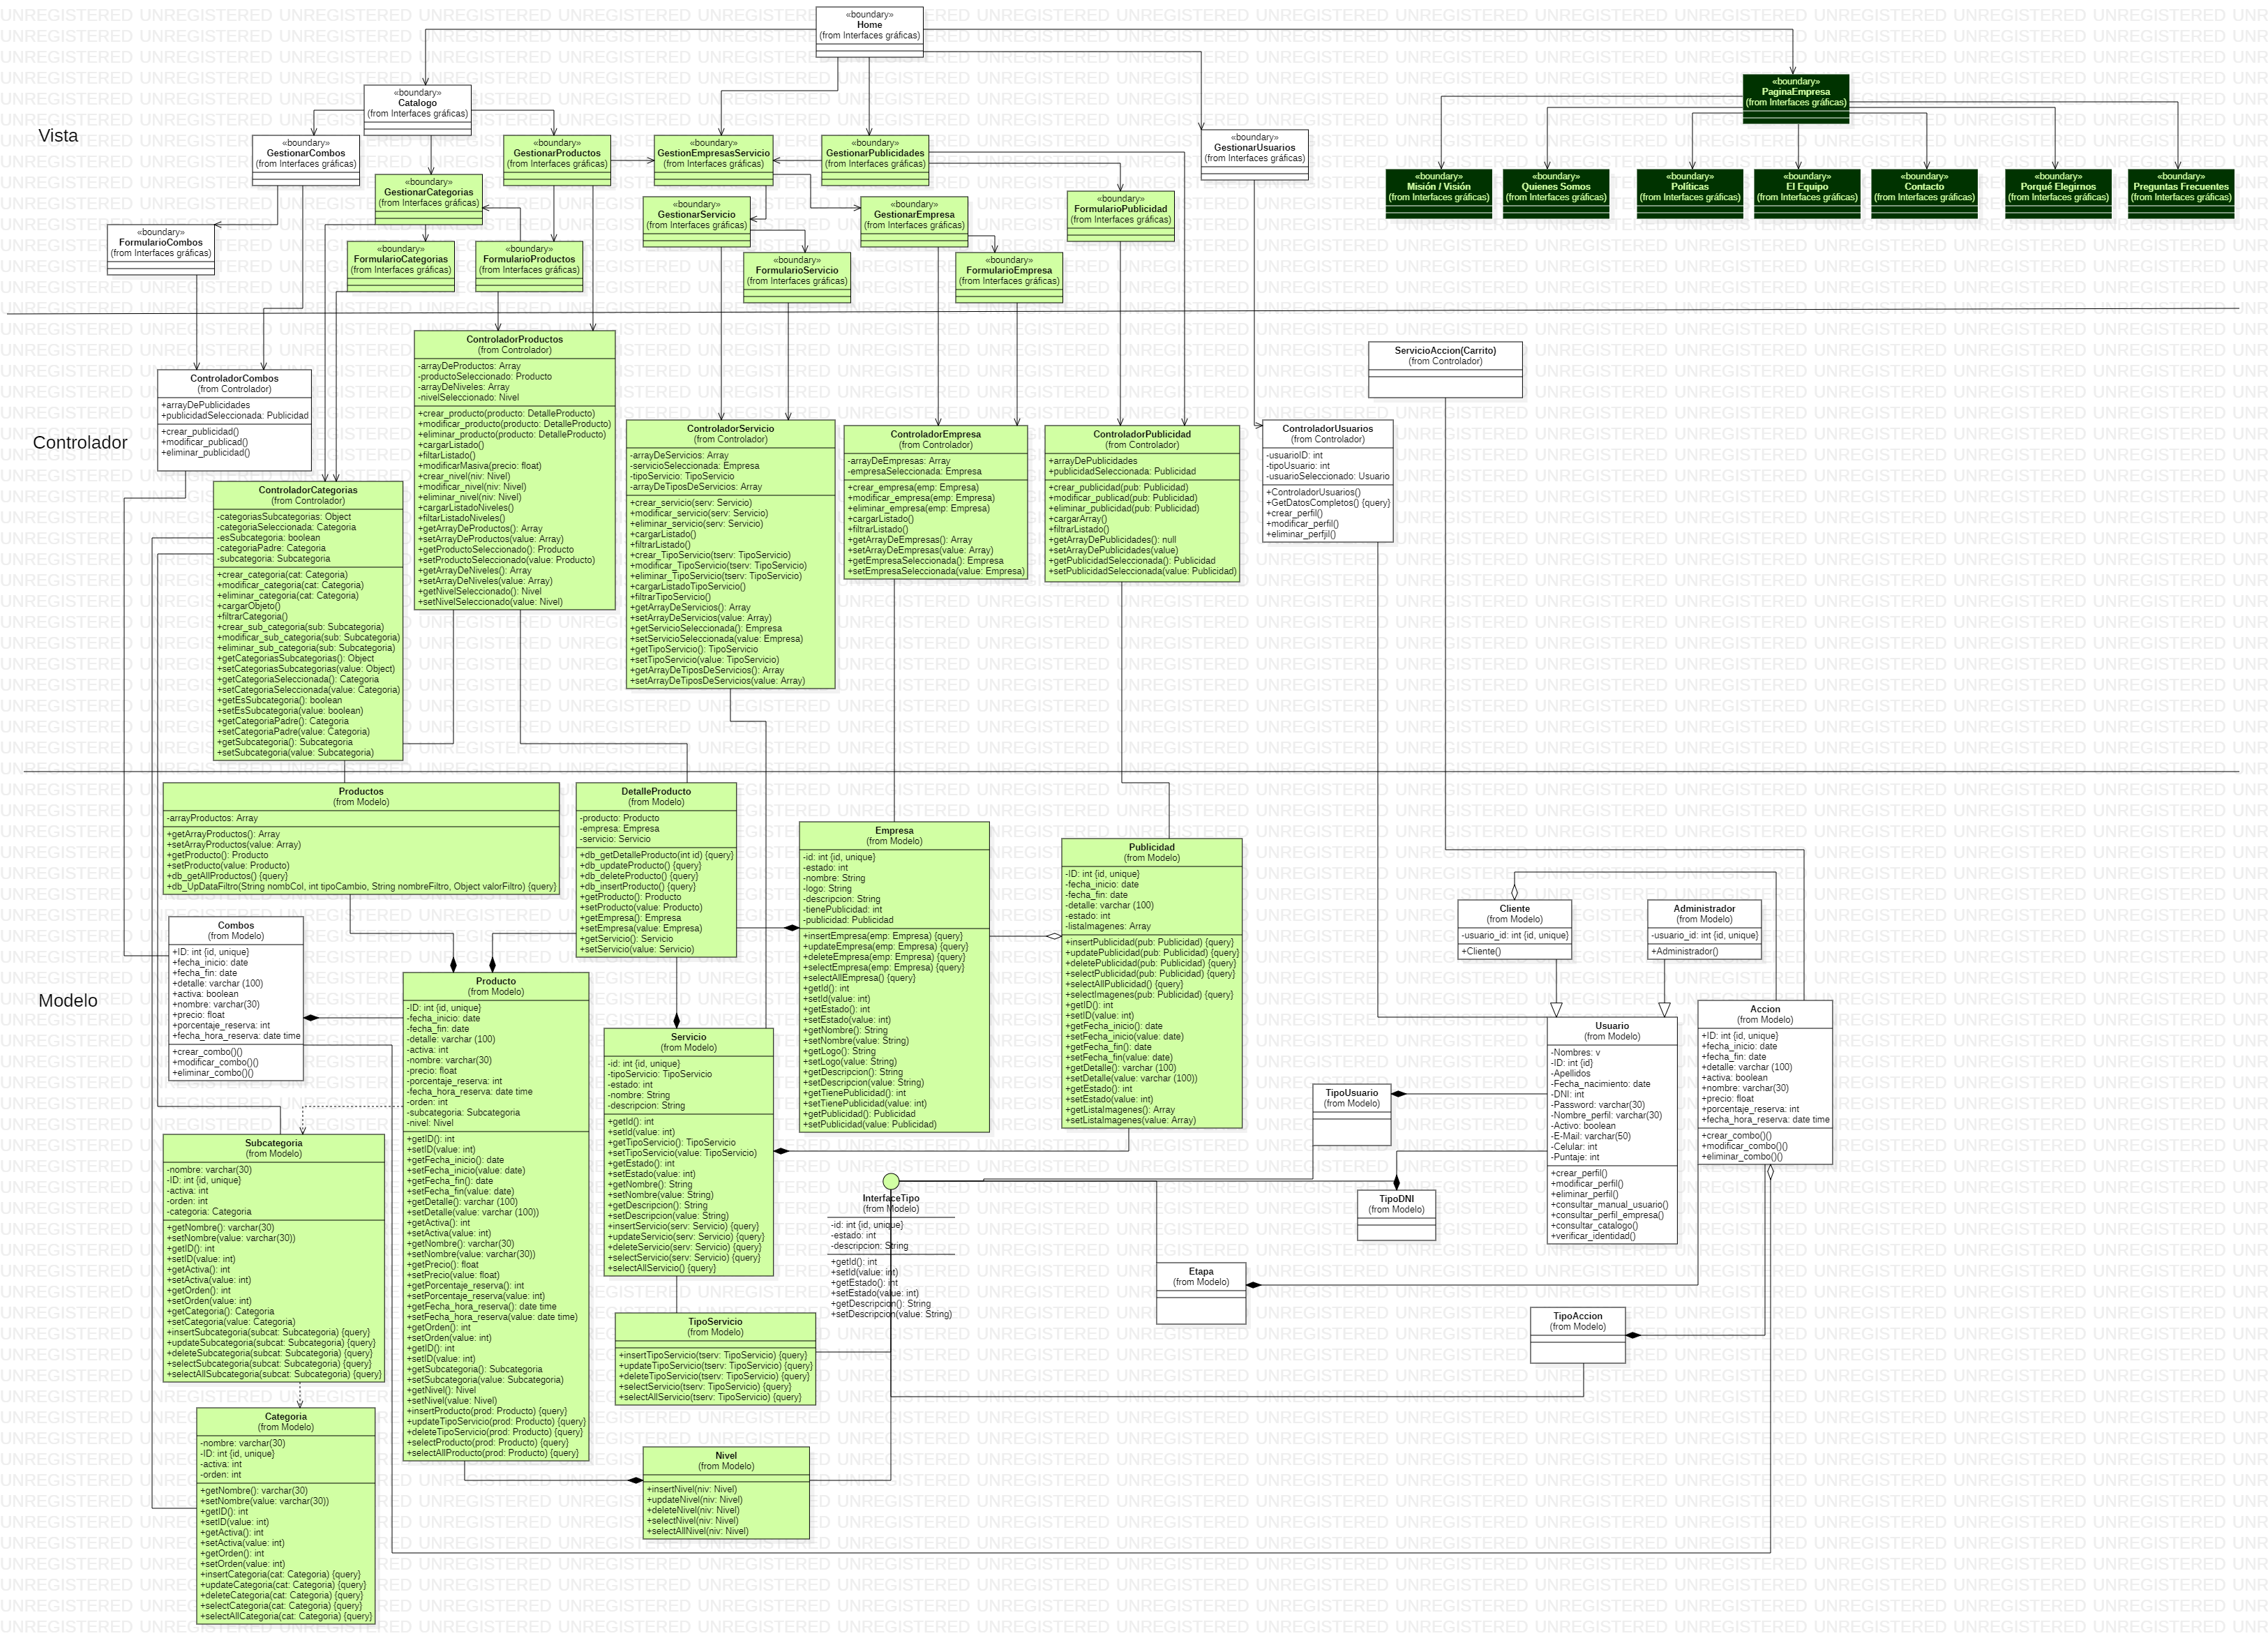 «boundary»
Home
(from Interfaces gráficas)
«boundary»
PaginaEmpresa
(from Interfaces gráficas)
«boundary»
Catalogo
(from Interfaces gráficas)
Vista
«boundary»
GestionarCombos
(from Interfaces gráficas)
«boundary»
GestionarProductos
(from Interfaces gráficas)
«boundary»
GestionEmpresasServicio
(from Interfaces gráficas)
«boundary»
GestionarPublicidades
(from Interfaces gráficas)
«boundary»
GestionarUsuarios
(from Interfaces gráficas)
«boundary»
Misión / Visión
(from Interfaces gráficas)
«boundary»
Quienes Somos
(from Interfaces gráficas)
«boundary»
Políticas
(from Interfaces gráficas)
«boundary»
El Equipo
(from Interfaces gráficas)
«boundary»
Contacto
(from Interfaces gráficas)
«boundary»
Porqué Elegirnos
(from Interfaces gráficas)
«boundary»
Preguntas Frecuentes
(from Interfaces gráficas)
«boundary»
GestionarCategorias
(from Interfaces gráficas)
«boundary»
GestionarServicio
(from Interfaces gráficas)
«boundary»
GestionarEmpresa
(from Interfaces gráficas)
«boundary»
FormularioPublicidad
(from Interfaces gráficas)
«boundary»
FormularioCombos
(from Interfaces gráficas)
«boundary»
FormularioCategorias
(from Interfaces gráficas)
«boundary»
FormularioProductos
(from Interfaces gráficas)
«boundary»
FormularioServicio
(from Interfaces gráficas)
«boundary»
FormularioEmpresa
(from Interfaces gráficas)
Controlador
ControladorCombos
(from Controlador)
+arrayDePublicidades
+publicidadSeleccionada: Publicidad
+crear_publicidad()
+modificar_publicad()
+eliminar_publicidad()
ControladorCategorias
(from Controlador)
-categoriasSubcategorias: Object
-categoriaSeleccionada: Categoria
-esSubcategoria: boolean
-categoriaPadre: Categoria
-subcategoria: Subcategoria
+crear_categoria(cat: Categoria)
+modificar_categoria(cat: Categoria)
+eliminar_categoria(cat: Categoria)
+cargarObjeto()
+filtrarCategoria()
+crear_sub_categoria(sub: Subcategoria)
+modificar_sub_categoria(sub: Subcategoria)
+eliminar_sub_categoria(sub: Subcategoria)
+getCategoriasSubcategorias(): Object
+setCategoriasSubcategorias(value: Object)
+getCategoriaSeleccionada(): Categoria
+setCategoriaSeleccionada(value: Categoria)
+getEsSubcategoria(): boolean
+setEsSubcategoria(value: boolean)
+getCategoriaPadre(): Categoria
+setCategoriaPadre(value: Categoria)
+getSubcategoria(): Subcategoria
+setSubcategoria(value: Subcategoria)
ControladorProductos
(from Controlador)
-arrayDeProductos: Array
-productoSeleccionado: Producto
-arrayDeNiveles: Array
-nivelSeleccionado: Nivel
+crear_producto(producto: DetalleProducto)
+modificar_producto(producto: DetalleProducto)
+eliminar_producto(producto: DetalleProducto)
+cargarListado()
+filtarListado()
+modificarMasiva(precio: float)
+crear_nivel(niv: Nivel)
+modificar_nivel(niv: Nivel)
+eliminar_nivel(niv: Nivel)
+cargarListadoNiveles()
+filtarListadoNiveles()
+getArrayDeProductos(): Array
+setArrayDeProductos(value: Array)
+getProductoSeleccionado(): Producto
+setProductoSeleccionado(value: Producto)
+getArrayDeNiveles(): Array
+setArrayDeNiveles(value: Array)
+getNivelSeleccionado(): Nivel
+setNivelSeleccionado(value: Nivel)
ControladorServicio
(from Controlador)
-arrayDeServicios: Array
-servicioSeleccionada: Empresa
-tipoServicio: TipoServicio
-arrayDeTiposDeServicios: Array
+crear_servicio(serv: Servicio)
+modificar_servicio(serv: Servicio)
+eliminar_servicio(serv: Servicio)
+cargarListado()
+filtrarListado()
+crear_TipoServicio(tserv: TipoServicio)
+modificar_TipoServicio(tserv: TipoServicio)
+eliminar_TipoServicio(tserv: TipoServicio)
+cargarListadoTipoServicio()
+filtrarTipoServicio()
+getArrayDeServicios(): Array
+setArrayDeServicios(value: Array)
+getServicioSeleccionada(): Empresa
+setServicioSeleccionada(value: Empresa)
+getTipoServicio(): TipoServicio
+setTipoServicio(value: TipoServicio)
+getArrayDeTiposDeServicios(): Array
+setArrayDeTiposDeServicios(value: Array)
ControladorEmpresa
(from Controlador)
-arrayDeEmpresas: Array
-empresaSeleccionada: Empresa
+crear_empresa(emp: Empresa)
+modificar_empresa(emp: Empresa)
+eliminar_empresa(emp: Empresa)
+cargarListado()
+filtrarListado()
+getArrayDeEmpresas(): Array
+setArrayDeEmpresas(value: Array)
+getEmpresaSeleccionada(): Empresa
+setEmpresaSeleccionada(value: Empresa)
ControladorPublicidad
(from Controlador)
+arrayDePublicidades
+publicidadSeleccionada: Publicidad
+crear_publicidad(pub: Publicidad)
+modificar_publicad(pub: Publicidad)
+eliminar_publicidad(pub: Publicidad)
+cargarArray()
+filtrarListado()
+getArrayDePublicidades(): null
+setArrayDePublicidades(value)
+getPublicidadSeleccionada(): Publicidad
+setPublicidadSeleccionada(value: Publicidad)
ControladorUsuarios
(from Controlador)
-usuarioID: int
-tipoUsuario: int
-usuarioSeleccionado: Usuario
+ControladorUsuarios()
+GetDatosCompletos() {query}
+crear_perfil()
+modificar_perfil()
+eliminar_perfjil()
ServicioAccion(Carrito)
(from Controlador)
Modelo
Productos
(from Modelo)
-arrayProductos: Array
+getArrayProductos(): Array
+setArrayProductos(value: Array)
+getProducto(): Producto
+setProducto(value: Producto)
+db_getAllProductos() {query}
+db_UpDataFiltro(String nombCol, int tipoCambio, String nombreFiltro, Object valorFiltro) {query}
DetalleProducto
(from Modelo)
-producto: Producto
-empresa: Empresa
-servicio: Servicio
+db_getDetalleProducto(int id) {query}
+db_updateProducto() {query}
+db_deleteProducto() {query}
+db_insertProducto() {query}
+getProducto(): Producto
+setProducto(value: Producto)
+getEmpresa(): Empresa
+setEmpresa(value: Empresa)
+getServicio(): Servicio
+setServicio(value: Servicio)
Combos
(from Modelo)
+ID: int {id, unique}
+fecha_inicio: date
+fecha_fin: date
+detalle: varchar (100)
+activa: boolean
+nombre: varchar(30)
+precio: float
+porcentaje_reserva: int
+fecha_hora_reserva: date time
+crear_combo()()
+modificar_combo()()
+eliminar_combo()()
Producto
(from Modelo)
-ID: int {id, unique}
-fecha_inicio: date
-fecha_fin: date
-detalle: varchar (100)
-activa: int
-nombre: varchar(30)
-precio: float
-porcentaje_reserva: int
-fecha_hora_reserva: date time
-orden: int
-subcategoria: Subcategoria
-nivel: Nivel
+getID(): int
+setID(value: int)
+getFecha_inicio(): date
+setFecha_inicio(value: date)
+getFecha_fin(): date
+setFecha_fin(value: date)
+getDetalle(): varchar (100)
+setDetalle(value: varchar (100))
+getActiva(): int
+setActiva(value: int)
+getNombre(): varchar(30)
+setNombre(value: varchar(30))
+getPrecio(): float
+setPrecio(value: float)
+getPorcentaje_reserva(): int
+setPorcentaje_reserva(value: int)
+getFecha_hora_reserva(): date time
+setFecha_hora_reserva(value: date time)
+getOrden(): int
+setOrden(value: int)
+getID(): int
+setID(value: int)
+getSubcategoria(): Subcategoria
+setSubcategoria(value: Subcategoria)
+getNivel(): Nivel
+setNivel(value: Nivel)
+insertProducto(prod: Producto) {query}
+updateTipoServicio(prod: Producto) {query}
+deleteTipoServicio(prod: Producto) {query}
+selectProducto(prod: Producto) {query}
+selectAllProducto(prod: Producto) {query}
Subcategoria
(from Modelo)
-nombre: varchar(30)
-ID: int {id, unique}
-activa: int
-orden: int
-categoria: Categoria
+getNombre(): varchar(30)
+setNombre(value: varchar(30))
+getID(): int
+setID(value: int)
+getActiva(): int
+setActiva(value: int)
+getOrden(): int
+setOrden(value: int)
+getCategoria(): Categoria
+setCategoria(value: Categoria)
+insertSubcategoria(subcat: Subcategoria) {query}
+updateSubcategoria(subcat: Subcategoria) {query}
+deleteSubcategoria(subcat: Subcategoria) {query}
+selectSubcategoria(subcat: Subcategoria) {query}
+selectAllSubcategoria(subcat: Subcategoria) {query}
Categoria
(from Modelo)
-nombre: varchar(30)
-ID: int {id, unique}
-activa: int
-orden: int
+getNombre(): varchar(30)
+setNombre(value: varchar(30))
+getID(): int
+setID(value: int)
+getActiva(): int
+setActiva(value: int)
+getOrden(): int
+setOrden(value: int)
+insertCategoria(cat: Categoria) {query}
+updateCategoria(cat: Categoria) {query}
+deleteCategoria(cat: Categoria) {query}
+selectCategoria(cat: Categoria) {query}
+selectAllCategoria(cat: Categoria) {query}
Servicio
(from Modelo)
-id: int {id, unique}
-tipoServicio: TipoServicio
-estado: int
-nombre: String
-descripcion: String
+getId(): int
+setId(value: int)
+getTipoServicio(): TipoServicio
+setTipoServicio(value: TipoServicio)
+getEstado(): int
+setEstado(value: int)
+getNombre(): String
+setNombre(value: String)
+getDescripcion(): String
+setDescripcion(value: String)
+insertServicio(serv: Servicio) {query}
+updateServicio(serv: Servicio) {query}
+deleteServicio(serv: Servicio) {query}
+selectServicio(serv: Servicio) {query}
+selectAllServicio() {query}
TipoServicio
(from Modelo)
+insertTipoServicio(tserv: TipoServicio) {query}
+updateTipoServicio(tserv: TipoServicio) {query}
+deleteTipoServicio(tserv: TipoServicio) {query}
+selectServicio(tserv: TipoServicio) {query}
+selectAllServicio(tserv: TipoServicio) {query}
Nivel
(from Modelo)
+insertNivel(niv: Nivel)
+updateNivel(niv: Nivel)
+deleteNivel(niv: Nivel)
+selectNivel(niv: Nivel)
+selectAllNivel(niv: Nivel)
Empresa
(from Modelo)
-id: int {id, unique}
-estado: int
-nombre: String
-logo: String
-descripcion: String
-tienePublicidad: int
-publicidad: Publicidad
+insertEmpresa(emp: Empresa) {query}
+updateEmpresa(emp: Empresa) {query}
+deleteEmpresa(emp: Empresa) {query}
+selectEmpresa(emp: Empresa) {query}
+selectAllEmpresa() {query}
+getId(): int
+setId(value: int)
+getEstado(): int
+setEstado(value: int)
+getNombre(): String
+setNombre(value: String)
+getLogo(): String
+setLogo(value: String)
+getDescripcion(): String
+setDescripcion(value: String)
+getTienePublicidad(): int
+setTienePublicidad(value: int)
+getPublicidad(): Publicidad
+setPublicidad(value: Publicidad)
Publicidad
(from Modelo)
-ID: int {id, unique}
-fecha_inicio: date
-fecha_fin: date
-detalle: varchar (100)
-estado: int
-listaImagenes: Array
+insertPublicidad(pub: Publicidad) {query}
+updatePublicidad(pub: Publicidad) {query}
+deletePublicidad(pub: Publicidad) {query}
+selectPublicidad(pub: Publicidad) {query}
+selectAllPublicidad() {query}
+selectImagenes(pub: Publicidad) {query}
+getID(): int
+setID(value: int)
+getFecha_inicio(): date
+setFecha_inicio(value: date)
+getFecha_fin(): date
+setFecha_fin(value: date)
+getDetalle(): varchar (100)
+setDetalle(value: varchar (100))
+getEstado(): int
+setEstado(value: int)
+getListaImagenes(): Array
+setListaImagenes(value: Array)
InterfaceTipo
(from Modelo)
-id: int {id, unique}
-estado: int
-descripcion: String
+getId(): int
+setId(value: int)
+getEstado(): int
+setEstado(value: int)
+getDescripcion(): String
+setDescripcion(value: String)
Cliente
(from Modelo)
-usuario_id: int {id, unique}
+Cliente()
Administrador
(from Modelo)
-usuario_id: int {id, unique}
+Administrador()
Usuario
(from Modelo)
-Nombres: v
-ID: int {id}
-Apellidos
-Fecha_nacimiento: date
-DNI: int
-Password: varchar(30)
-Nombre_perfil: varchar(30)
-Activo: boolean
-E-Mail: varchar(50)
-Celular: int
-Puntaje: int
+crear_perfil()
+modificar_perfil()
+eliminar_perfil()
+consultar_manual_usuario()
+consultar_perfil_empresa()
+consultar_catalogo()
+verificar_identidad()
Accion
(from Modelo)
+ID: int {id, unique}
+fecha_inicio: date
+fecha_fin: date
+detalle: varchar (100)
+activa: boolean
+nombre: varchar(30)
+precio: float
+porcentaje_reserva: int
+fecha_hora_reserva: date time
+crear_combo()()
+modificar_combo()()
+eliminar_combo()()
TipoUsuario
(from Modelo)
TipoDNI
(from Modelo)
Etapa
(from Modelo)
TipoAccion
(from Modelo)